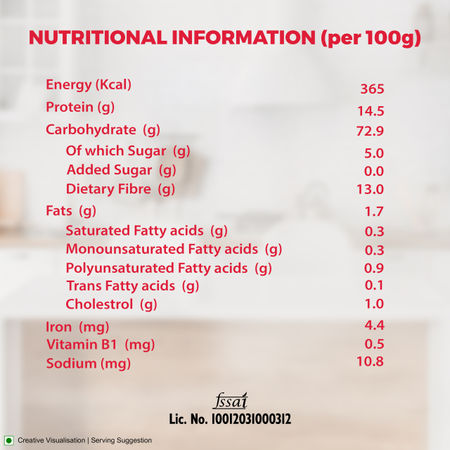 NUTRITIONAL INFORMATION (per 100g)
Energy (Kcal) 365
Protein (g) 14.5
Carbohydrate (g) 72.9
Of which Sugar (g) 5.0
Added Sugar (g) 0.0
Dietary Fibre (g) 13.0
Fats (g) 1.7
Saturated Fatty acids (g) 0.3
Monounsaturated Fatty acids (g) 0.3
Polyunsaturated Fatty acids (g) 0.9
Trans Fatty acids (g) 0.1
Cholestrol (g) 1.0
Iron (mg) 4.4
Vitamin B1 (mg) 0.5
Sodium (mg) 10.8
fssai
Lic. No. 10012031000312
Creative Visualisation | Serving Suggestion